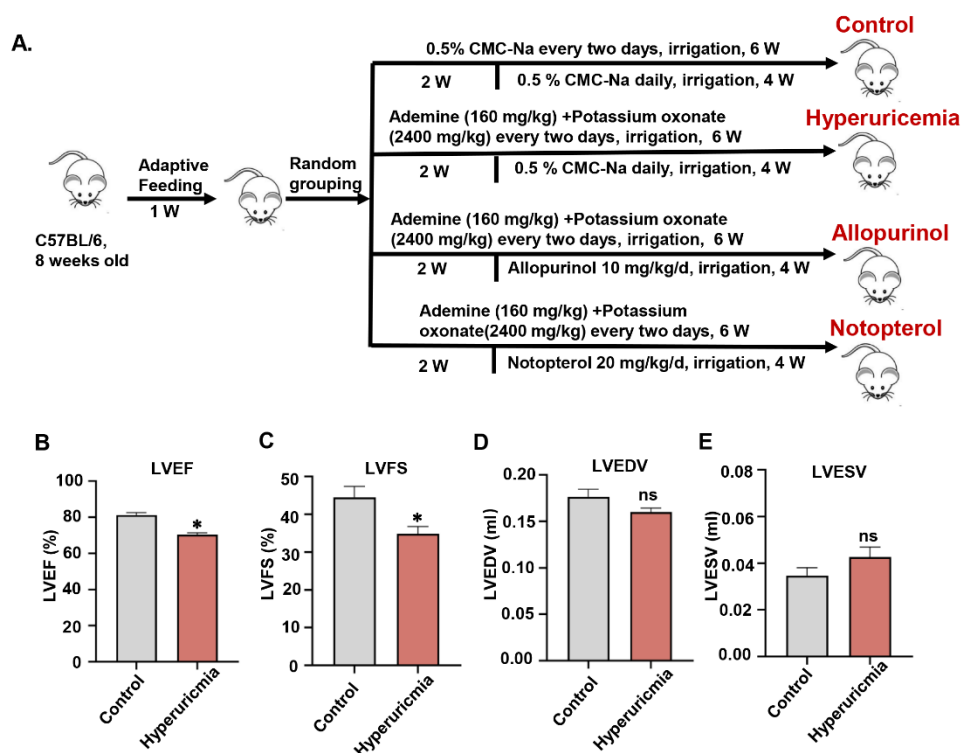 A.
C57BL/6,
8 weeks old
Adaptive
Feeding
1 W
Random
grouping
0.5% CMC-Na every two days, irrigation, 6 W
2 W
0.5 % CMC-Na daily, irrigation, 4 W
Control
Ademine (160 mg/kg) +Potassium oxonate
(2400 mg/kg) every two days, irrigation, 6 W
2 W
0.5 % CMC-Na daily, irrigation, 4 W
Hyperuricemia
Ademine (160 mg/kg) +Potassium oxonate
(2400 mg/kg) every two days, irrigation, 6 W
2 W
Allopurinol 10 mg/kg/d, irrigation, 4 W
Allopurinol
Ademine (160 mg/kg) +Potassium
oxonate(2400 mg/kg) every two days, 6 W
2 W
Notopterol 20 mg/kg/d, irrigation, 4 W
Notopterol
B
LVEF
LVEF (%)
100
80
60
40
20
0
*
Control
Hyperuricmia
C
LVFS
LVFS (%)
50
40
30
20
10
0
*
Control
Hyperuricmia
D
LVEDV
LVEDV (ml)
0.20
0.15
0.10
0.05
0.00
ns
Control
Hyperuricmia
E
LVESV
LVESV (ml)
0.08
0.06
0.04
0.02
0.00
ns
Control
Hyperuricmia